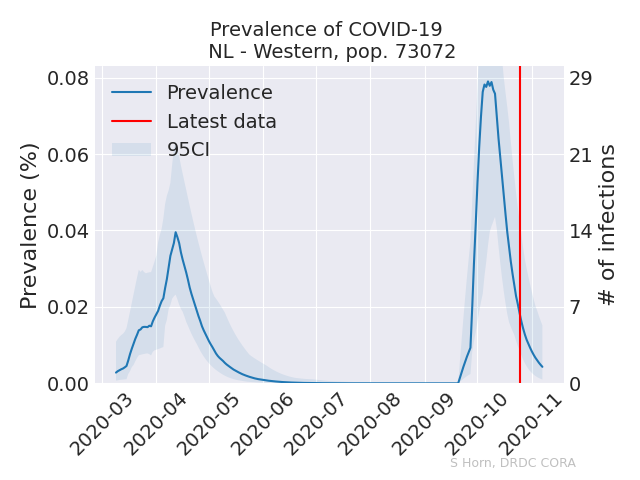 Prevalence of COVID-19
NL - Western, pop. 73072
Prevalence
Latest data
95CI
Prevalence (%)
0.08
0.06
0.04
0.02
0.00
29
21
14
7
0
# of infections
2020-03
2020-04
2020-05
2020-06
2020-07
2020-08
2020-09
2020-10
2020-11
S Horn, DRDC CORA